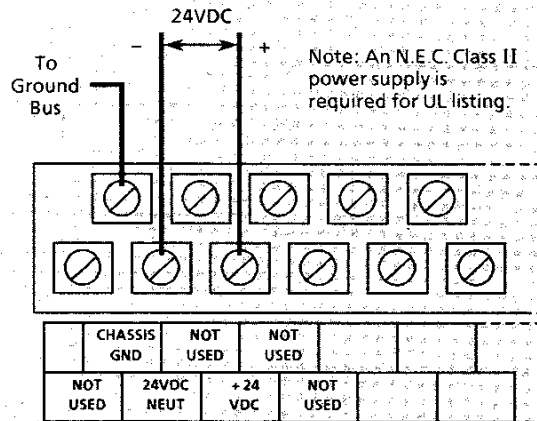 24VDC
- +
To
Ground
Bus
Note: An N.E.C. Class II
power supply is
required for UL listing.
CHASSIS
GND
NOT
USED
NOT
USED
NOT
USED
24VDC
NEUT
+24
VDC
NOT
USED